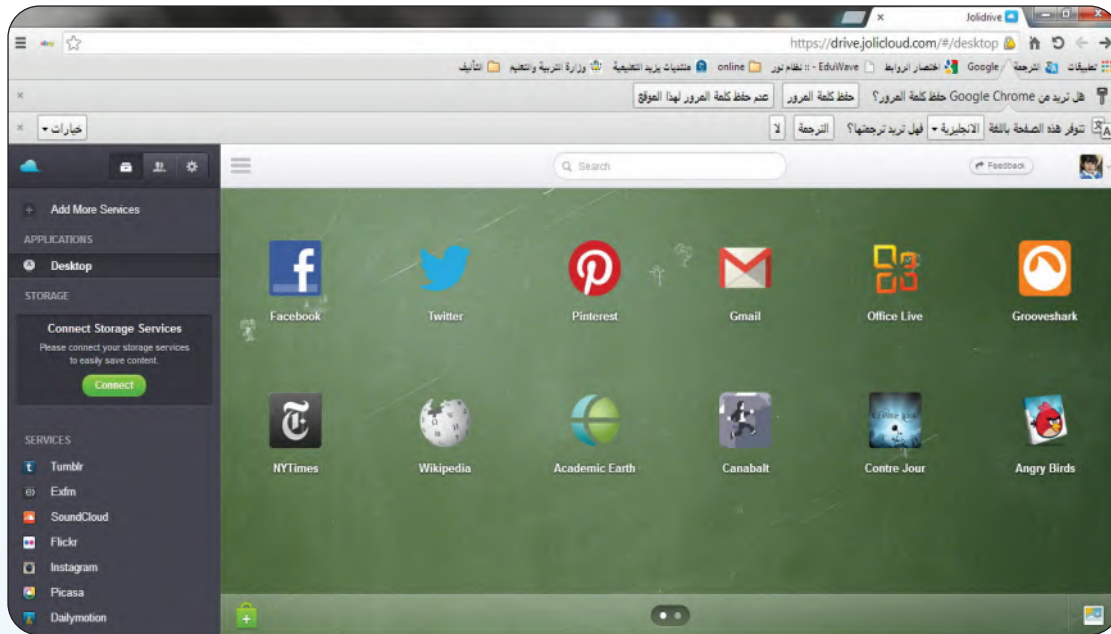 Jolidrive
https://drive.jolicloud.com/#/desktop
تطبيقات الترجمة Google اختصار الروابط EduWave - :: نظام نور online منتديات يزيد التعليمية وزارة التربية والتعليم التأليف
هل تريد من Google Chrome حفظ كلمة المرور؟ حفظ كلمة المرور عدم حفظ كلمة المرور لهذا الموقع
تتوفر هذه الصفحة باللغة الانجليزية فهل تريد ترجمتها؟ الترجمة لا خيارات
Search
Feedback
Add More Services
APPLICATIONS
Desktop
STORAGE
Connect Storage Services
Please connect your storage services
to easily save content.
Connect
SERVICES
Tumblr
Exfm
SoundCloud
Flickr
Instagram
Picasa
Dailymotion
Facebook Twitter Pinterest Gmail Office Live Grooveshark
NYTimes Wikipedia Academic Earth Canabalt Contre Jour Angry Birds